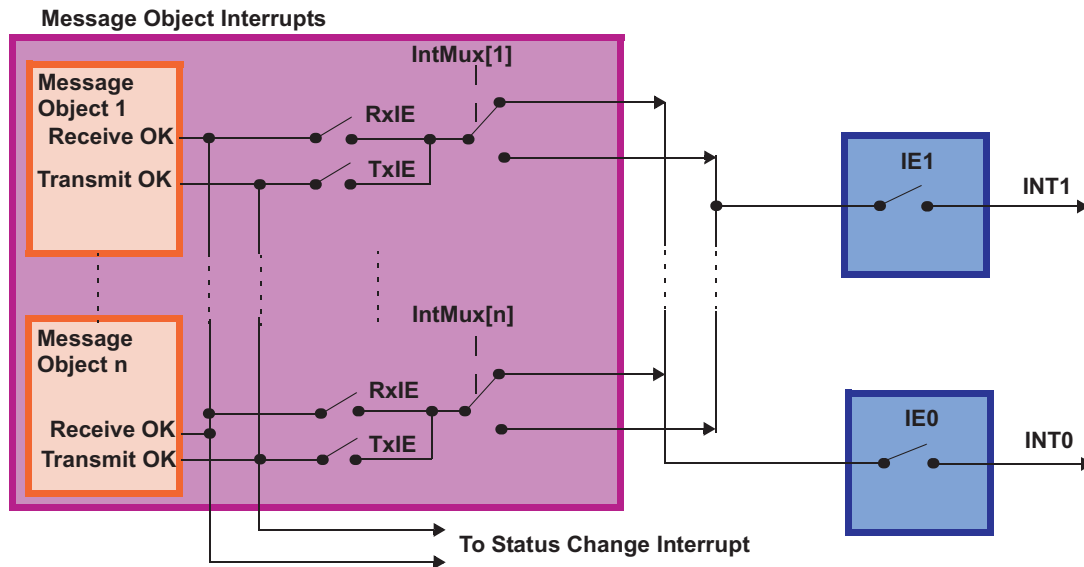 Message Object Interrupts
IntMux[1]
Message
Object 1
Receive OK
RxIE
Transmit OK
TxIE
IE1
INT1
IntMux[n]
Message
Object n
RxIE
Receive OK
TxIE
Transmit OK
IE0
INT0
To Status Change Interrupt